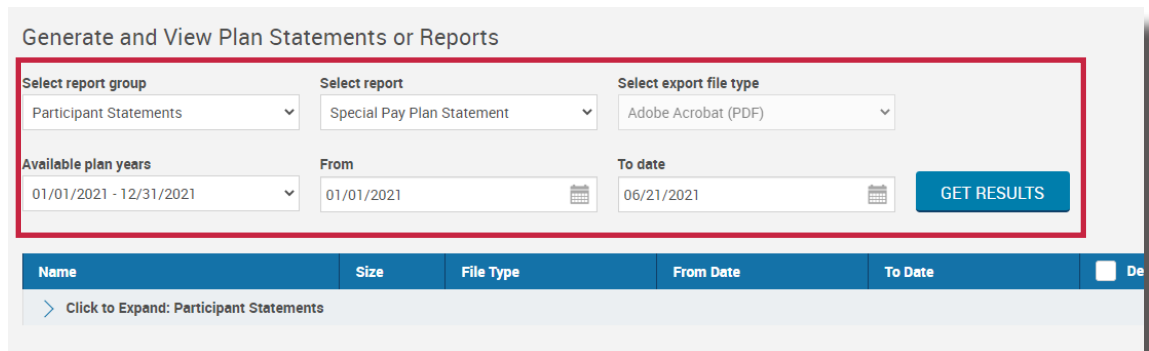 Generate and View Plan Statements or Reports
Select report group Select report Select export file type
Participant Statements Special Pay Plan Statement Adobe Acrobat (PDF)
Available plan years From To date
01/01/2021 - 12/31/2021 01/01/2021 06/21/2021 GET RESULTS
Name Size File Type From Date To Date De
Click to Expand: Participant Statements